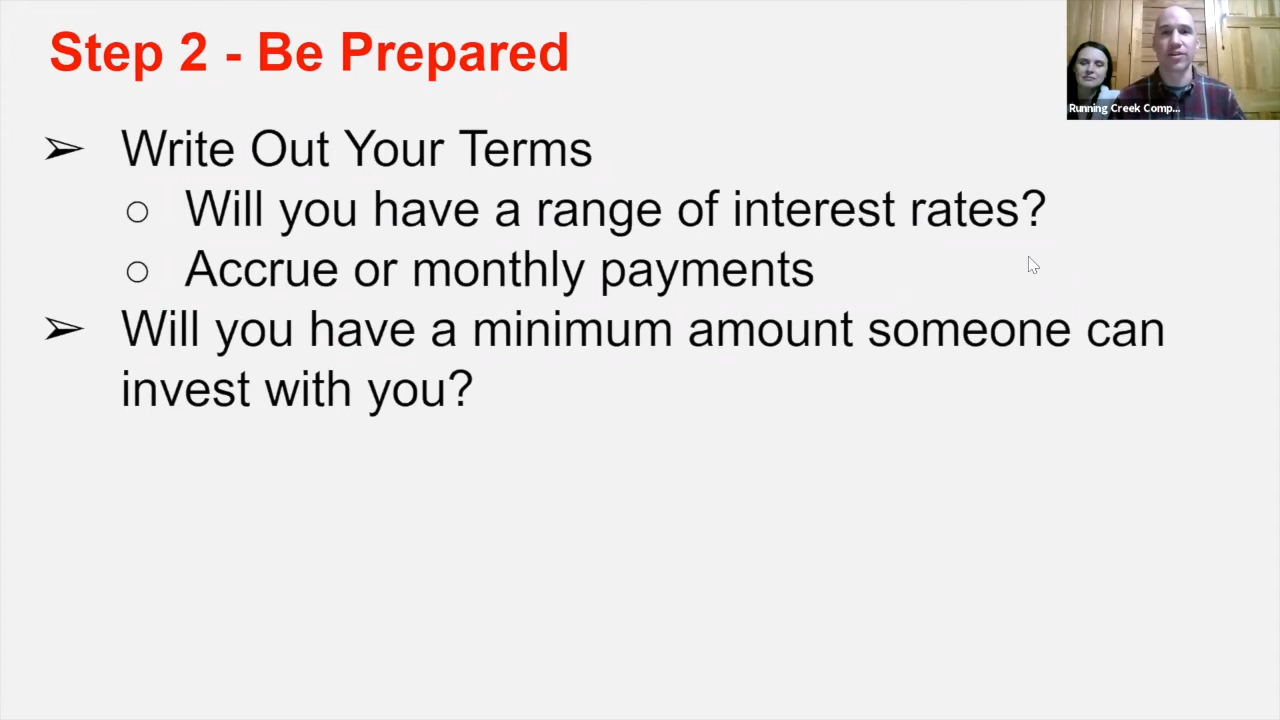 Step 2 - Be Prepared
Running Creek Comp...
➢ Write Out Your Terms
○ Will you have a range of interest rates?
○ Accrue or monthly payments
➢ Will you have a minimum amount someone can
invest with you?